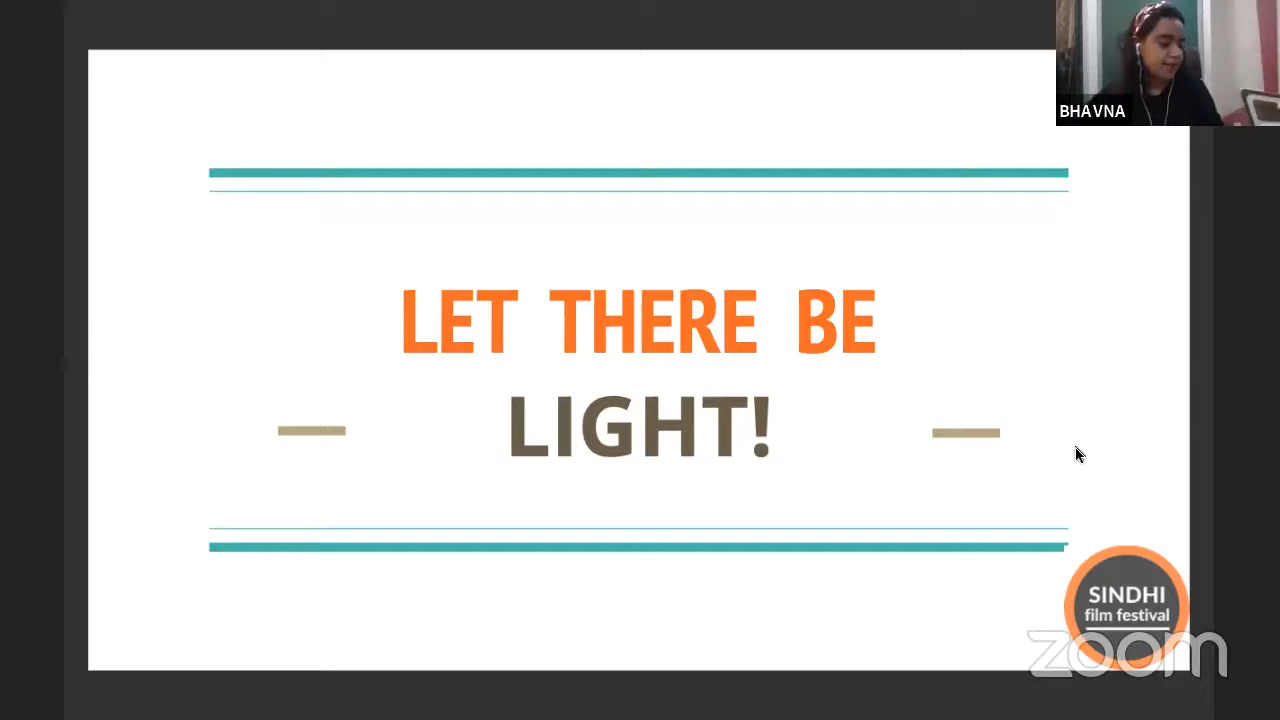 BHAVNA
LET THERE BE
LIGHT!
SINDHI
film festival
zoom